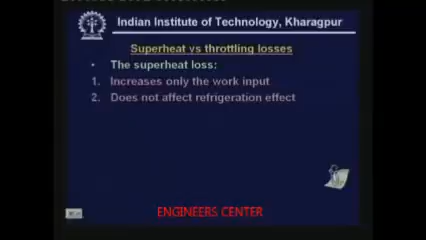 Indian Institute of Technology, Kharagpur
Superheat vs throttling losses
• The superheat loss:
1. Increases only the work input
2. Does not affect refrigeration effect
ENGINEERS CENTER